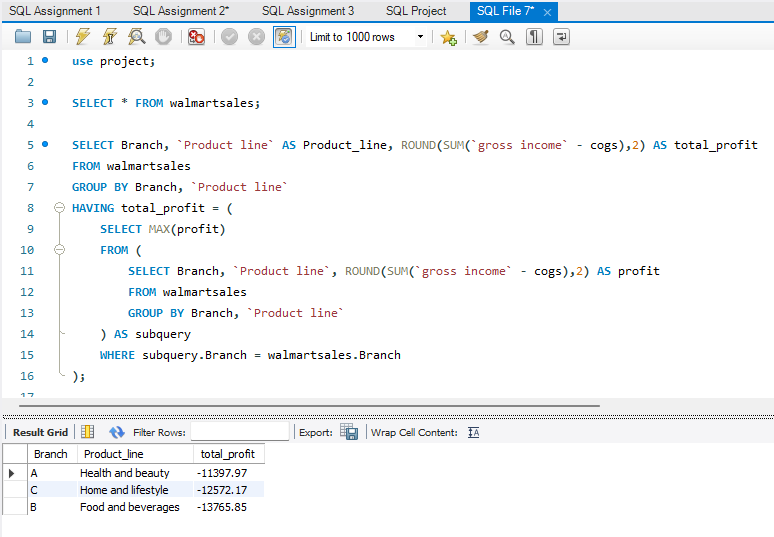 SQL Assignment 1 SQL Assignment 2* SQL Assignment 3 SQL Project SQL File 7* ×
Limit to 1000 rows
1 use project;
2
3 SELECT * FROM walmartsales;
4
5 SELECT Branch, `Product line` AS Product_line, ROUND(SUM(`gross income` - cogs),2) AS total_profit
6 FROM walmartsales
7 GROUP BY Branch, `Product line`
8 HAVING total_profit = (
9 SELECT MAX(profit)
10 FROM (
11 SELECT Branch, `Product line`, ROUND(SUM(`gross income` - cogs),2) AS profit
12 FROM walmartsales
13 GROUP BY Branch, `Product line`
14 ) AS subquery
15 WHERE subquery.Branch = walmartsales.Branch
16 );
17
Result Grid Filter Rows: Export: Wrap Cell Content: IA
Branch Product_line total_profit
A Health and beauty -11397.97
C Home and lifestyle -12572.17
B Food and beverages -13765.85